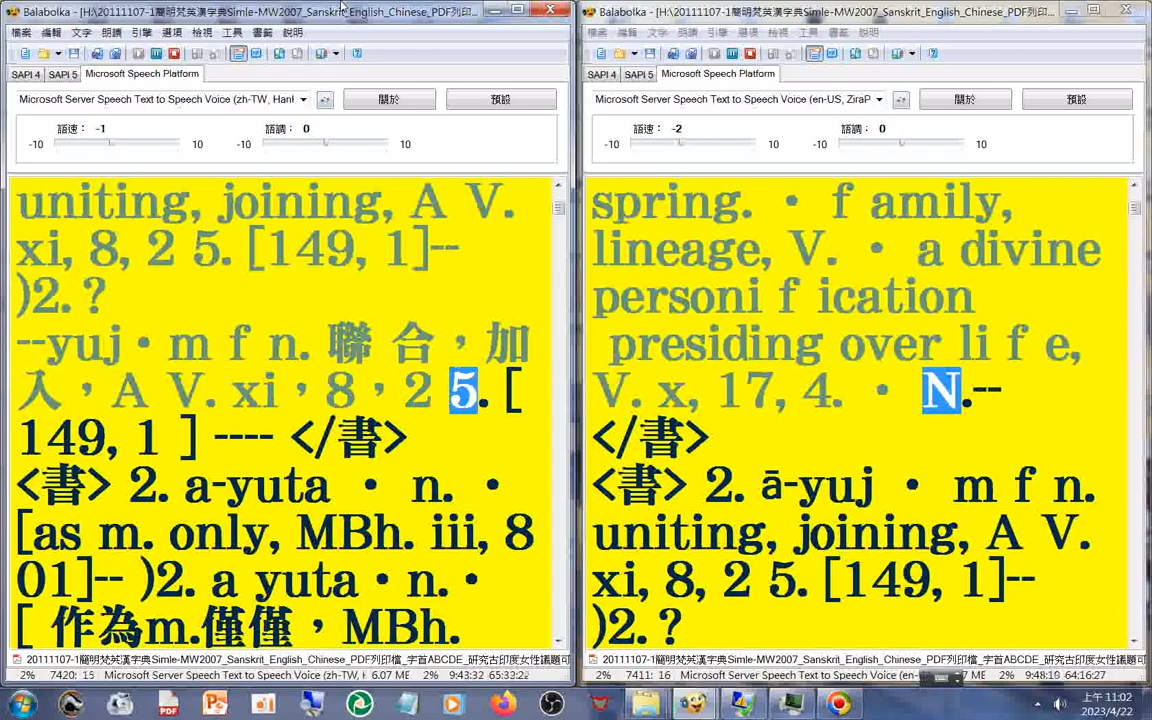 Balabolka - [H:\20111107-1簡明梵英漢字典Simle-MW2007_Sanskrit_English_Chinese_PDF列印...
檔案 編輯 文字 朗讀 引擎 選項 檢視 工具 書籤 說明
SAPI 4 SAPI 5 Microsoft Speech Platform
Microsoft Server Speech Text to Speech Voice (zh-TW, Hanl
關於 預設
語速： -1 語調： 0
-10 10 -10 10
uniting, joining, A V.
xi, 8, 2 5. [149, 1]--
)2. ?
--yuj • m f n. 聯 合，加
入，A V. xi，8，2 5. [
149, 1 ] ---- </書>
<書> 2. a-yuta • n. •
[as m. only, MBh. iii, 8
01]-- )2. a yuta • n. •
[ 作為m.僅僅，MBh.
20111107-1簡明梵英漢字典Simle-MW2007_Sanskrit_English_Chinese_PDF列印檔_字首ABCDE_研究古印度女性議題可
2% 7420: 15 Microsoft Server Speech Text to Speech Voice (zh-TW, H 6.07 MB 2% 9:43:32 65:33:22
Balabolka - [H:\20111107-1簡明梵英漢字典Simle-MW2007_Sanskrit_English_Chinese_PDF列印...
檔案 編輯 文字 朗讀 引擎 選項 檢視 工具 書籤 說明
SAPI 4 SAPI 5 Microsoft Speech Platform
Microsoft Server Speech Text to Speech Voice (en-US, ZiraP
關於 預設
語速： -2 語調： 0
-10 10 -10 10
spring. • f amily,
lineage, V. • a divine
personi f ication
presiding over li f e,
V. x, 17, 4. • N.--
</書>
<書> 2. ā-yuj • m f n.
uniting, joining, A V.
xi, 8, 2 5. [149, 1]--
)2. ?
20111107-1簡明梵英漢字典Simle-MW2007_Sanskrit_English_Chinese_PDF列印檔_字首ABCDE_研究古印度女性議題可
2% 7411: 16 Microsoft Server Speech Text to Speech Voice (en-US 2% 9:48:18 64:16:27
上午 11:02
2023/4/22